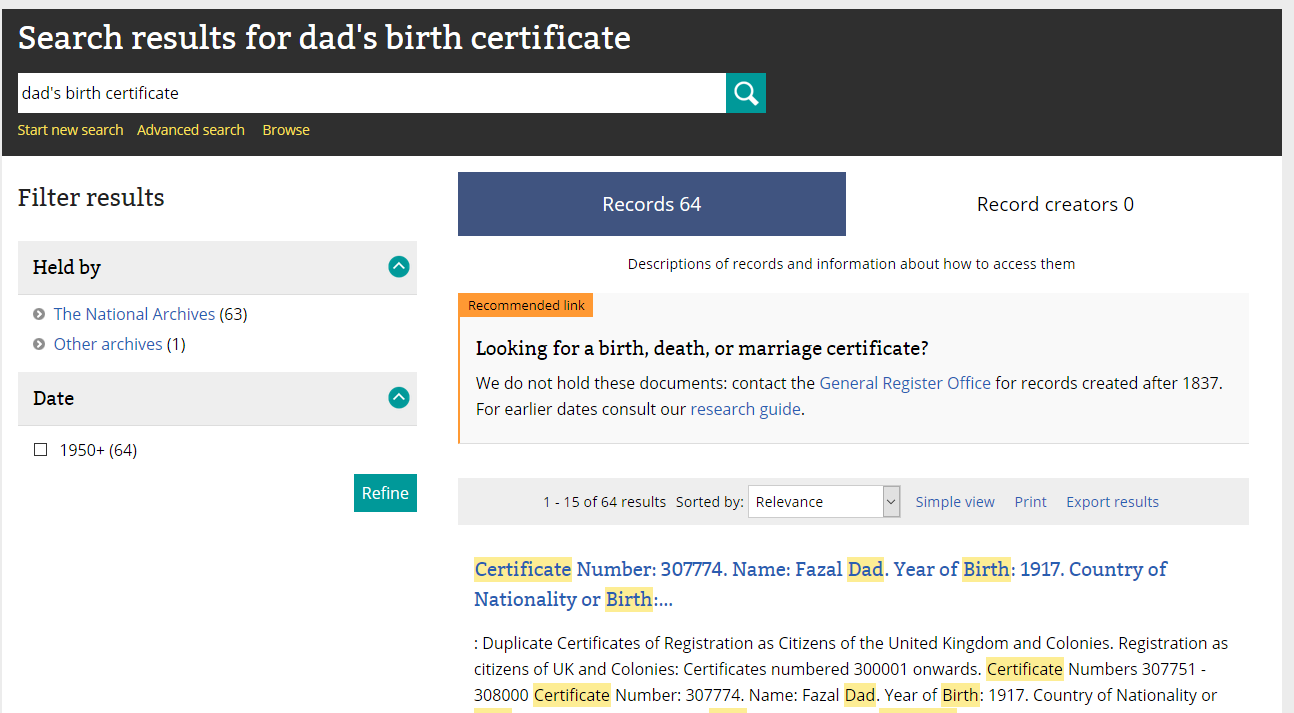 Search results for dad's birth certificate
dad's birth certificate
Start new search Advanced search Browse
Filter results
Held by
The National Archives (63)
Other archives (1)
Date
1950+ (64)
Refine
Records 64
Record creators 0
Descriptions of records and information about how to access them
Recommended link
Looking for a birth, death, or marriage certificate?
We do not hold these documents: contact the General Register Office for records created after 1837.
For earlier dates consult our research guide.
1 - 15 of 64 results Sorted by: Relevance Simple view Print Export results
Certificate Number: 307774. Name: Fazal Dad. Year of Birth: 1917. Country of
Nationality or Birth:...
: Duplicate Certificates of Registration as Citizens of the United Kingdom and Colonies. Registration as
citizens of UK and Colonies: Certificates numbered 300001 onwards. Certificate Numbers 307751 -
308000 Certificate Number: 307774. Name: Fazal Dad. Year of Birth: 1917. Country of Nationality or